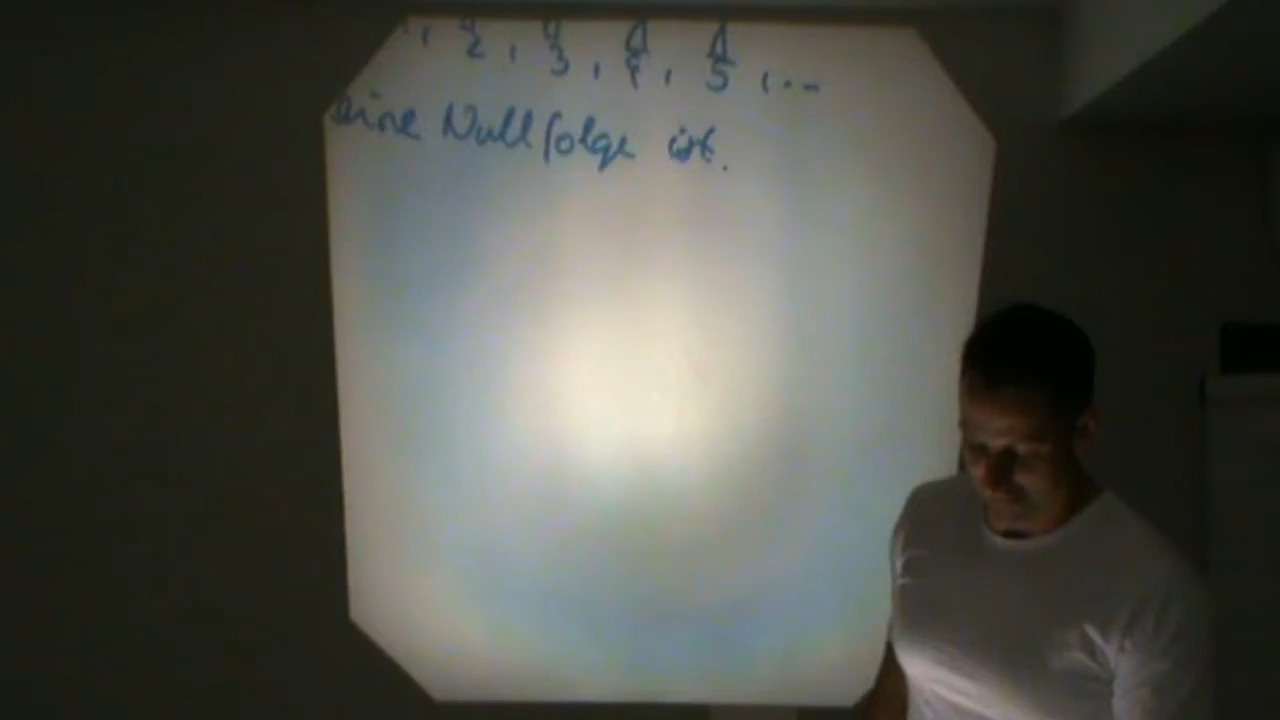 , 1/2, 1/3, 1/4, 1/5, ...
eine Nullfolge ist.